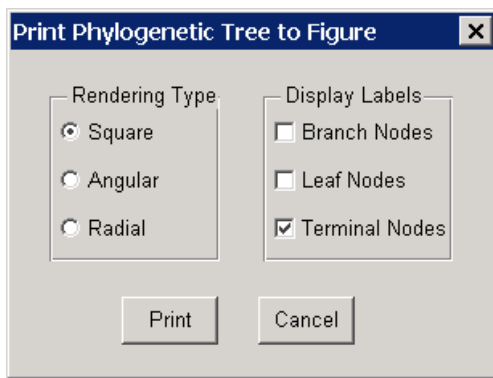 Print Phylogenetic Tree to Figure
Rendering Type
Square
Angular
Radial
Display Labels
Branch Nodes
Leaf Nodes
Terminal Nodes
Print
Cancel